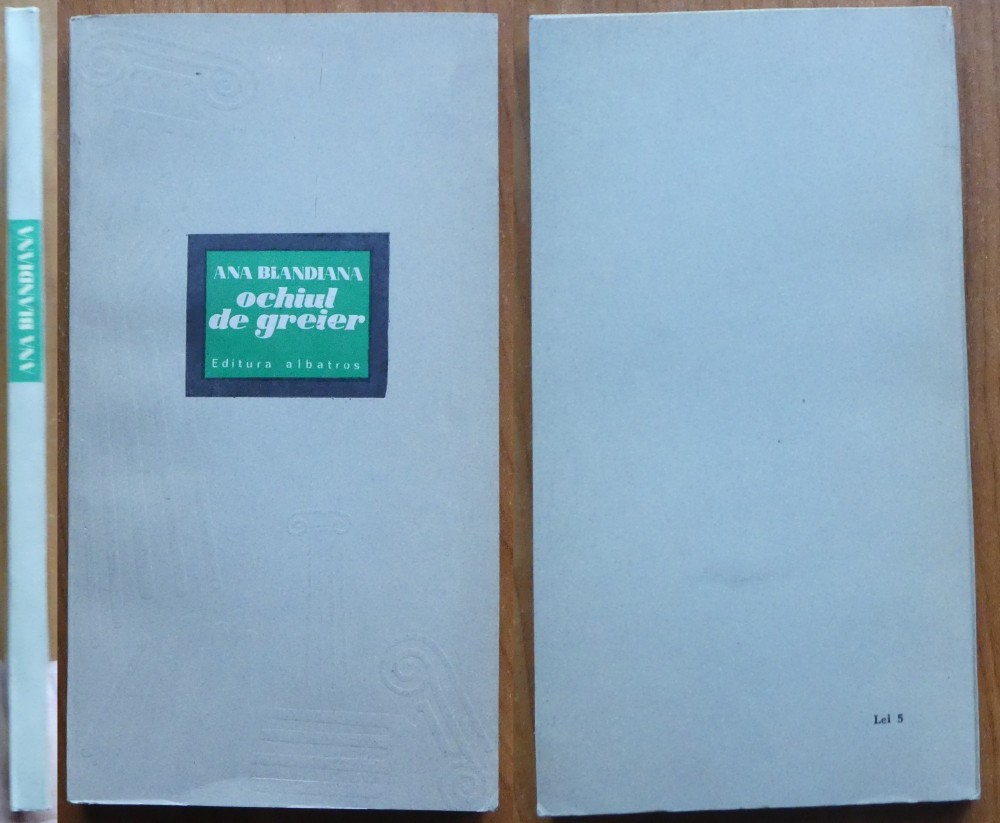 ANA BLANDIANA
ANA BLANDIANA
ochiul
de greier
Editura albatros
Lei 5